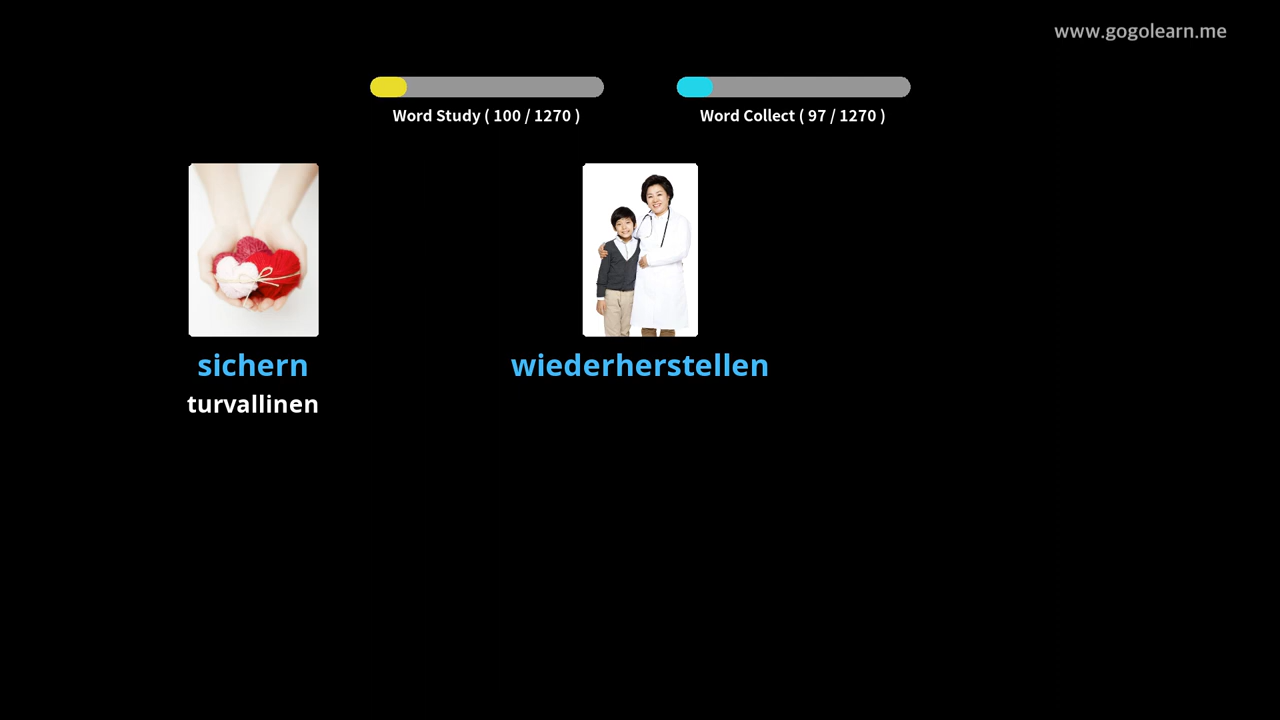 www.gogolearn.me
Word Study ( 100 / 1270 )
Word Collect ( 97 / 1270 )
sichern
wiederherstellen
turvallinen